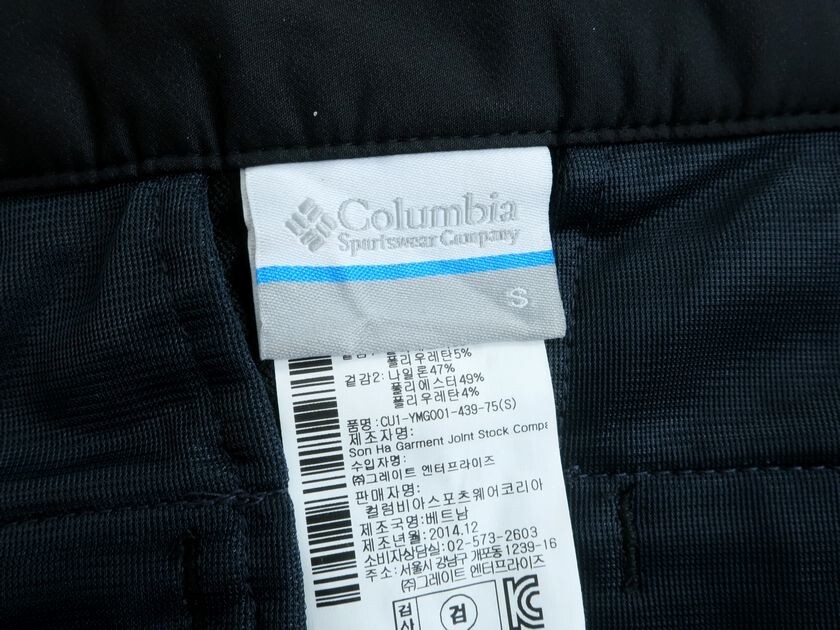 Columbia
Sportswear Company
S
폴리우레탄5%
겉감2: 나일론47%
폴리에스터49%
폴리우레탄4%
품명:CU1-YMG001-439-75(S)
제조자명:
Son Ha Garment Joint Stock Compa
수입자명:
㈜그레이트 엔터프라이즈
판매자명:
컬럼비아스포츠웨어코리아
제조국명:베트남
제조년월:2014.12
소비자상담실:02-573-2603
주소:서울시 강남구 개포동 1239-16
㈜그레이트 엔터프라이즈
검사 검